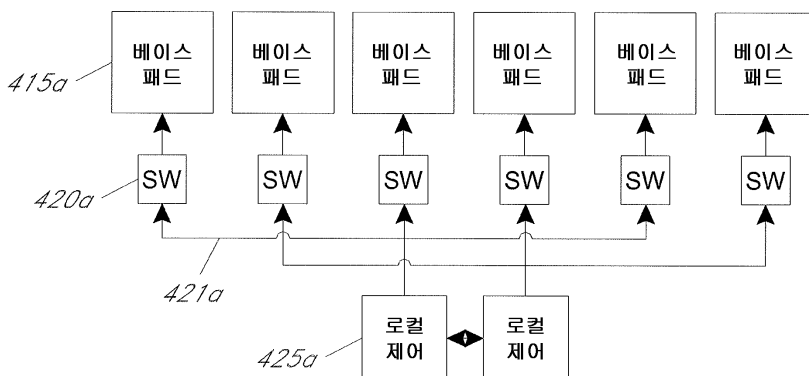 베이스 베이스 베이스 베이스 베이스 베이스
패드 패드 패드 패드 패드 패드
415a
SW SW SW SW SW SW
420a
421a
로컬 로컬
제어 제어
425a